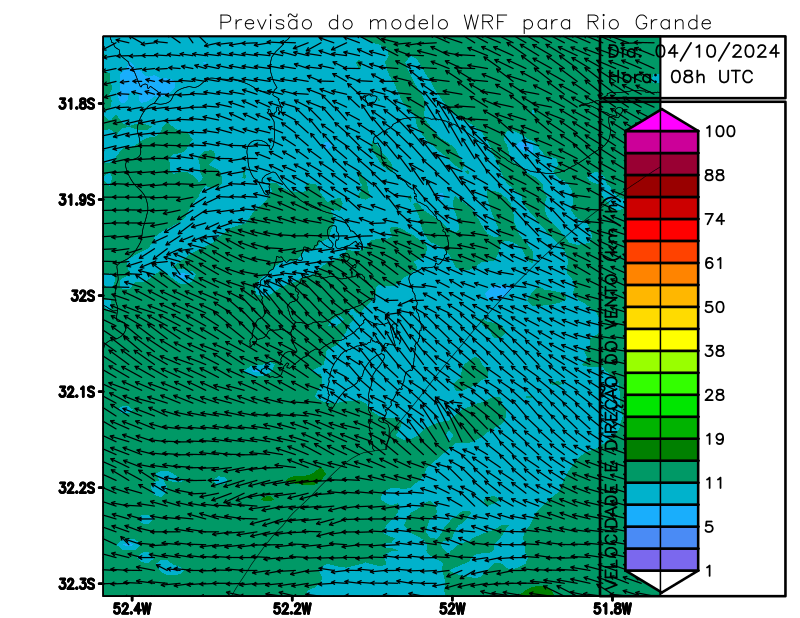 Previsão do modelo WRF para Rio Grande
Dia: 04/10/2024
Hora: 08h UTC
31.8S
31.9S
32S
32.1S
32.2S
32.3S
52.4W
52.2W
52W
51.8W
VELOCIDADE E DIREÇÃO DO VENTO (km/h)
100
88
74
61
50
38
28
19
11
5
1